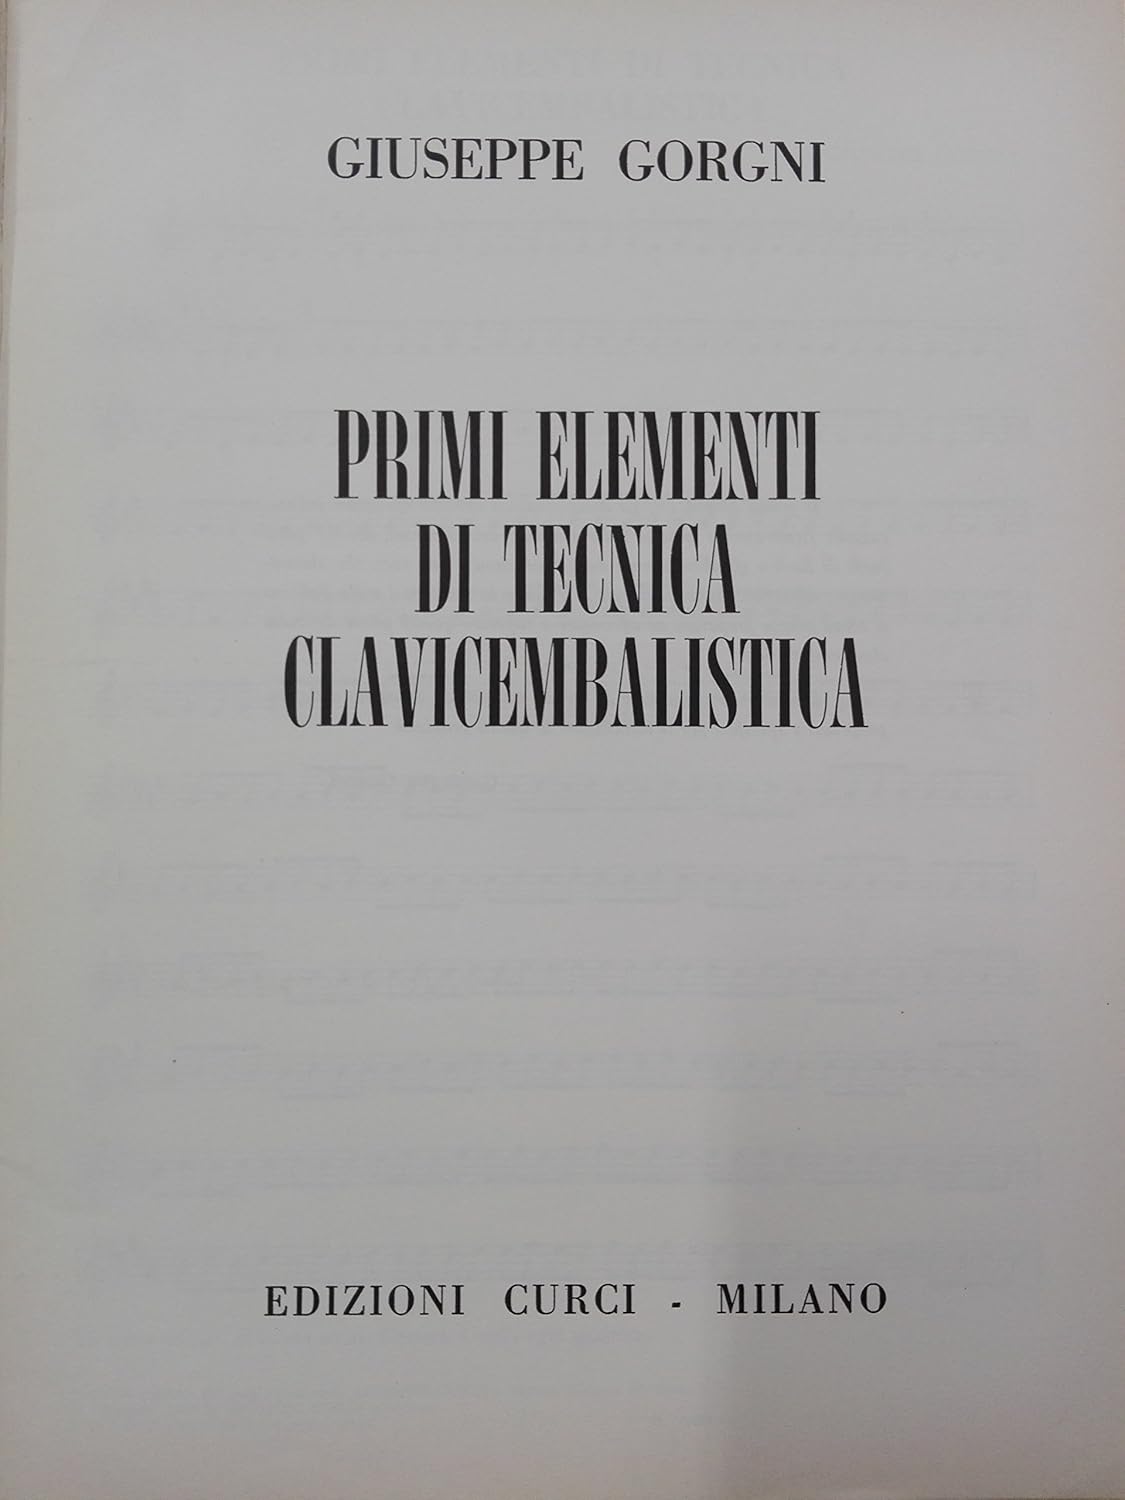 GIUSEPPE GORGNI
PRIMI ELEMENTI
DI TECNICA
CLAVICEMBALISTICA
EDIZIONI CURCI - MILANO